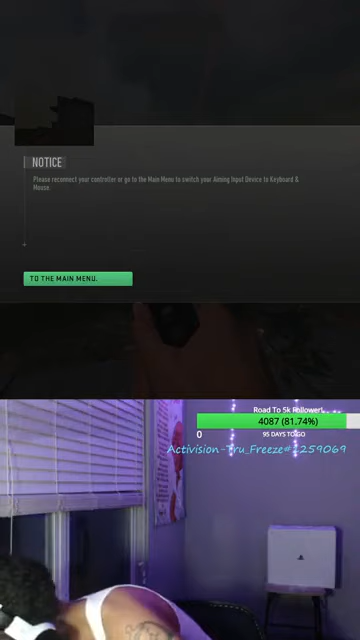 NOTICE
Please reconnect your controller or go to the Main Menu to switch your Aiming Input Device to Keyboard &
Mouse.
TO THE MAIN MENU.
Road To 5k Follower!
4087 (81.74%)
0
95 DAYS TO GO